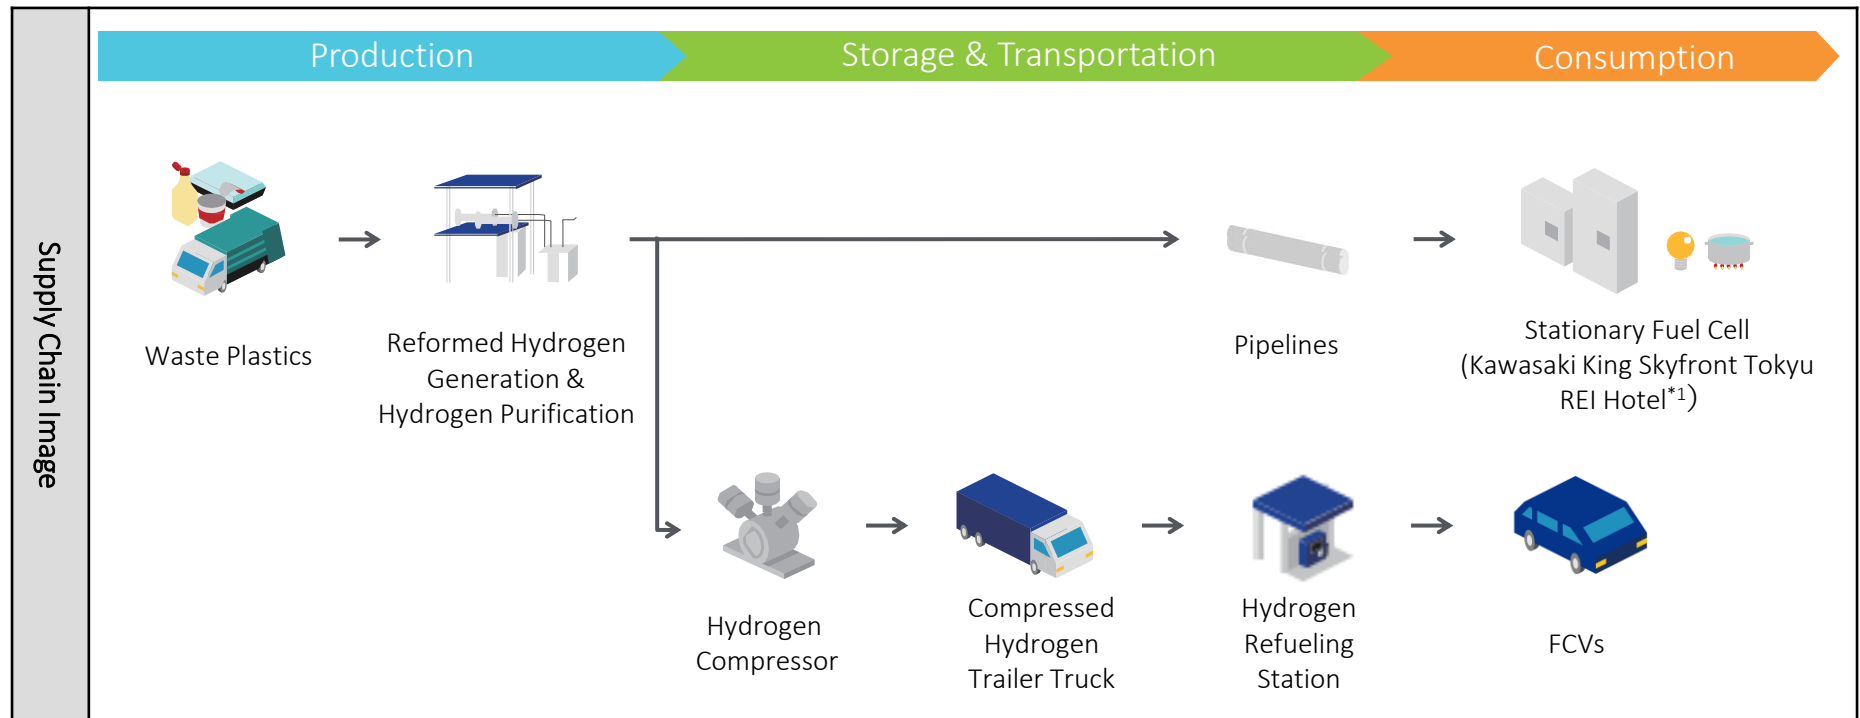 Supply Chain Image
Production
Storage & Transportation
Consumption
Waste Plastics
Reformed Hydrogen
Generation &
Hydrogen Purification
Pipelines
Stationary Fuel Cell
(Kawasaki King Skyfront Tokyu
REI Hotel*1)
Hydrogen
Compressor
Compressed
Hydrogen
Trailer Truck
Hydrogen
Refueling
Station
FCVs